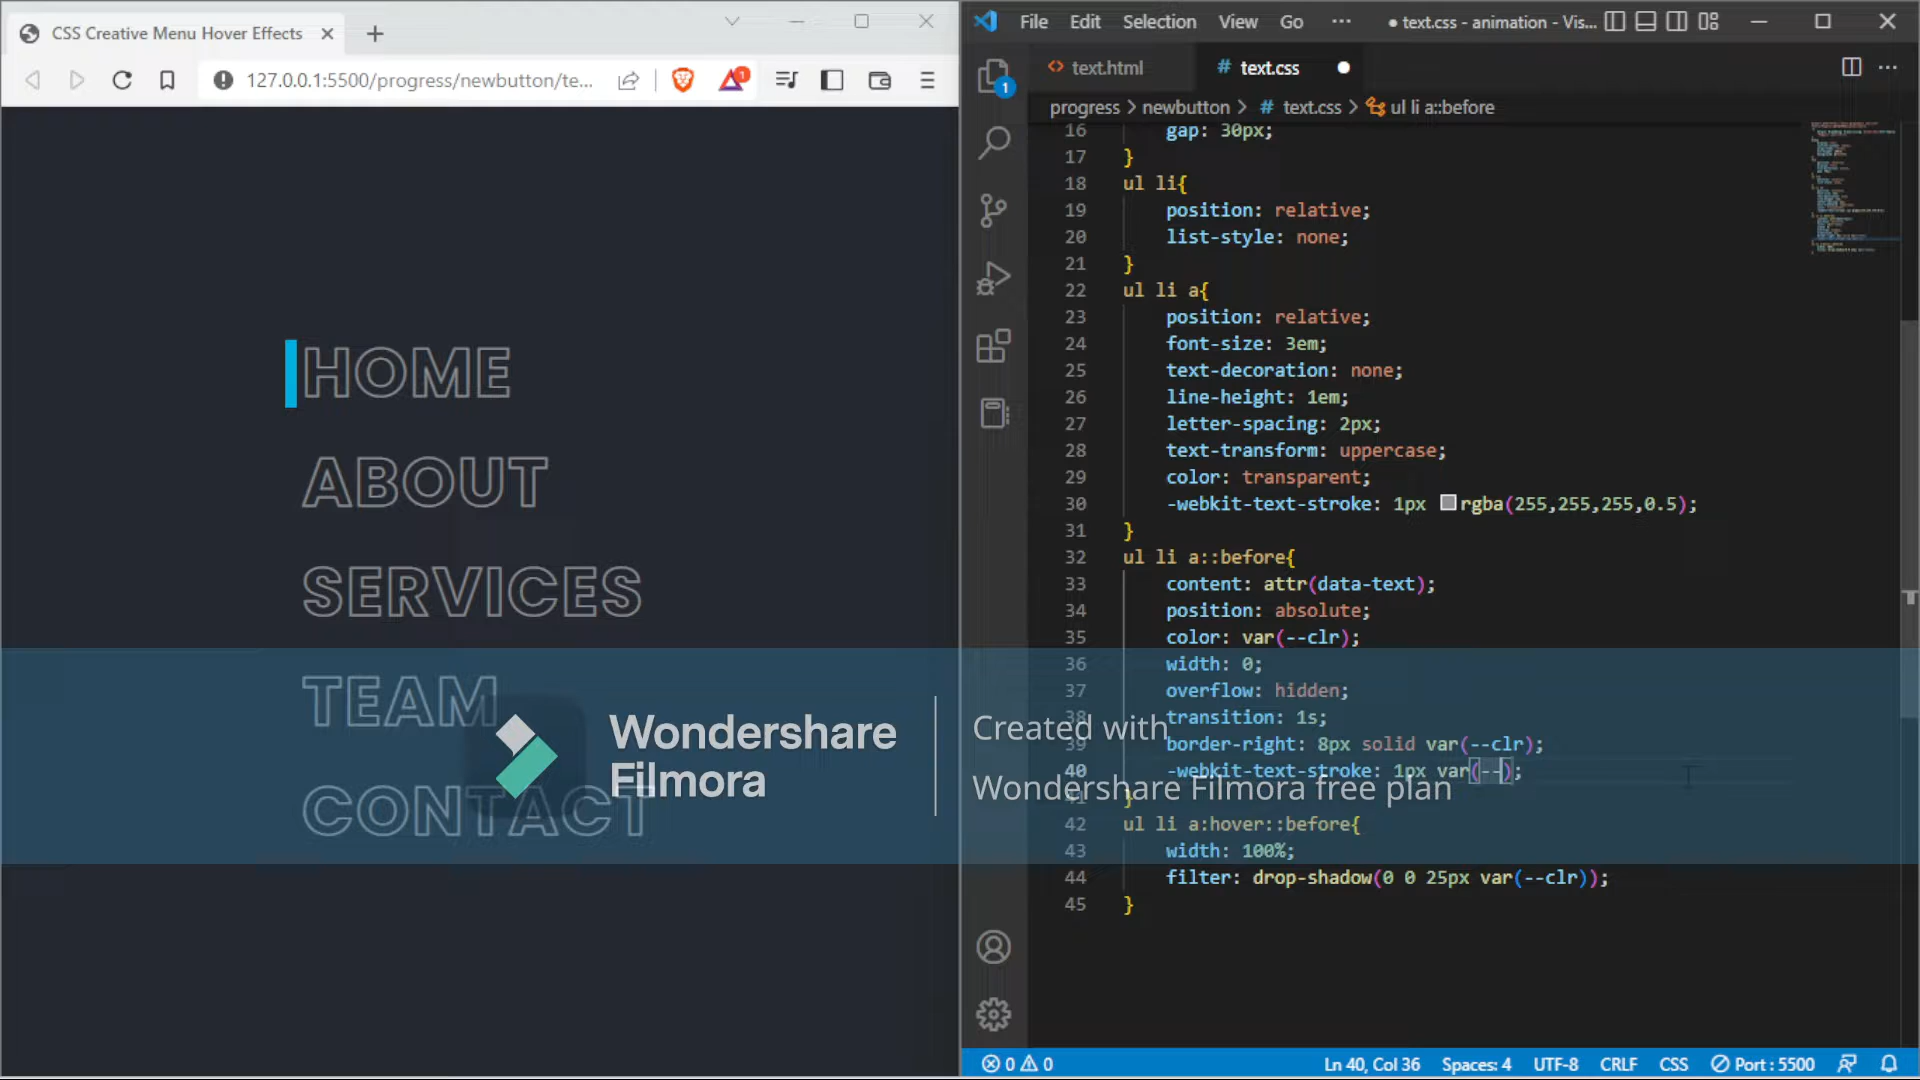 CSS Creative Menu Hover Effects
127.0.0.1:5500/progress/newbutton/te...
1
HOME
ABOUT
SERVICES
TEAM
CONTACT
File Edit Selection View Go ··· ● text.css - animation - Vis...
1
<> text.html
# text.css ●
progress > newbutton > # text.css > ul li a::before
16 gap: 30px;
17 }
18 ul li{
19 position: relative;
20 list-style: none;
21 }
22 ul li a{
23 position: relative;
24 font-size: 3em;
25 text-decoration: none;
26 line-height: 1em;
27 letter-spacing: 2px;
28 text-transform: uppercase;
29 color: transparent;
30 -webkit-text-stroke: 1px rgba(255,255,255,0.5);
31 }
32 ul li a::before{
33 content: attr(data-text);
34 position: absolute;
35 color: var(--clr);
36 width: 0;
37 overflow: hidden;
38 transition: 1s;
39 border-right: 8px solid var(--clr);
40 -webkit-text-stroke: 1px var(--);
41 }
42 ul li a:hover::before{
43 width: 100%;
44 filter: drop-shadow(0 0 25px var(--clr));
45 }
Wondershare
Filmora
Created with
Wondershare Filmora free plan
0 0 Ln 40, Col 36 Spaces: 4 UTF-8 CRLF CSS Port : 5500